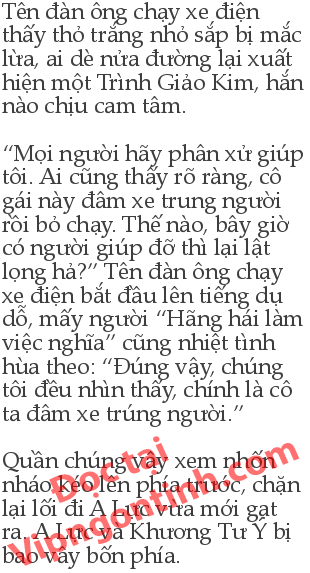 Tên đàn ông chạy xe điện
thấy thỏ trắng nhỏ sắp bị mắc
lừa, ai dè nửa đường lại xuất
hiện một Trình Giảo Kim, hắn
nào chịu cam tâm.
“Mọi người hãy phân xử giúp
tôi. Ai cũng thấy rõ ràng, cô
gái này đâm xe trung người
rồi bỏ chạy. Thế nào, bây giờ
có người giúp đỡ thì lại lật
lọng hả?” Tên đàn ông chạy
xe điện bắt đầu lên tiếng dụ
dỗ, mấy người “Hăng hái làm
việc nghĩa” cũng nhiệt tình
hùa theo: “Đúng vậy, chúng
tôi đều nhìn thấy, chính là cô
ta đâm xe trúng người.”
Quần chúng vây xem nhốn
nháo kéo lên phía trước, chặn
lại lối đi A Lực vừa mới gạt
ra. A Lực và Khương Tư Ý bị
bao vây bốn phía.
Đọc tại
Vipngontinh.com